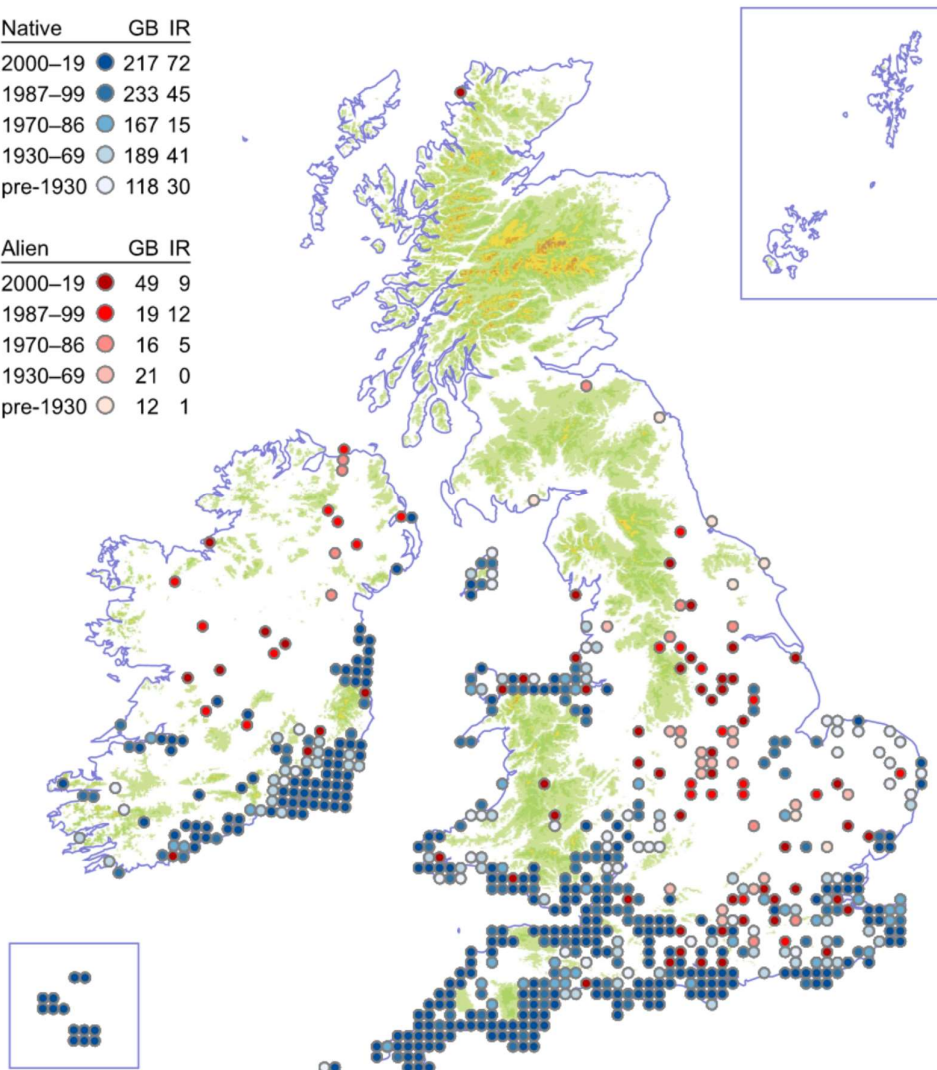 Native GB IR
2000–19 217 72
1987–99 233 45
1970–86 167 15
1930–69 189 41
pre-1930 118 30
Alien GB IR
2000–19 49 9
1987–99 19 12
1970–86 16 5
1930–69 21 0
pre-1930 12 1